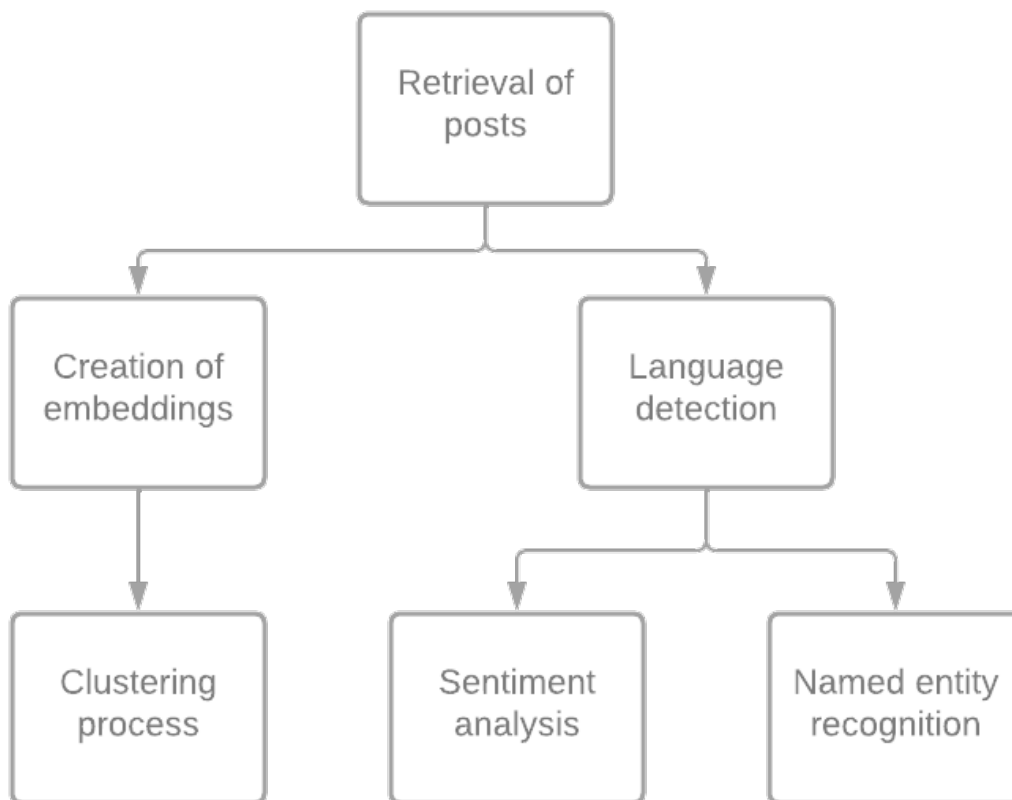 Retrieval of
posts
Creation of
embeddings
Language
detection
Clustering
process
Sentiment
analysis
Named entity
recognition